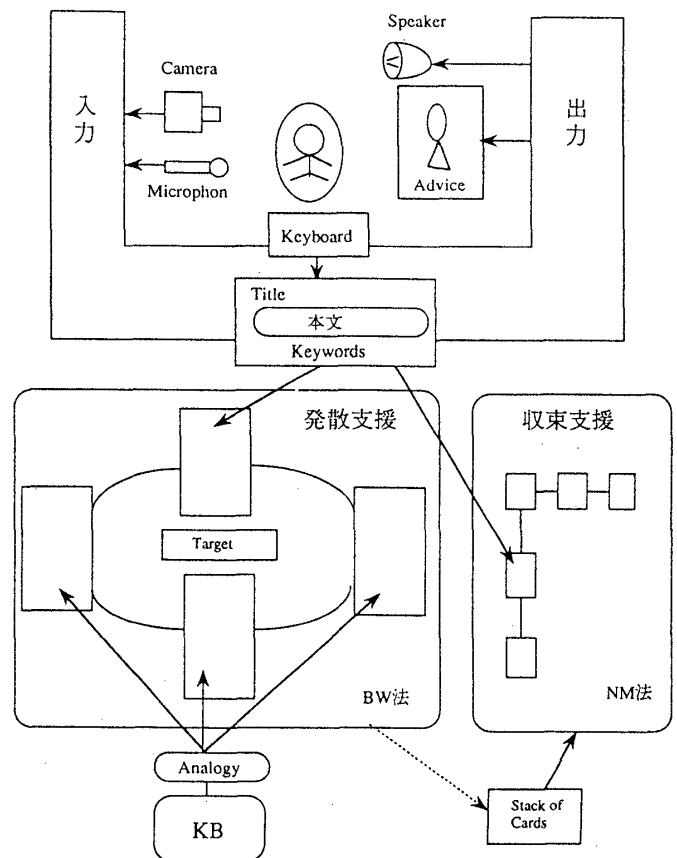 Speaker
Camera
入力
出力
Microphon
Advice
Keyboard
Title
本文
Keywords
発散支援
収束支援
Target
BW法
NM法
Analogy
KB
Stack of
Cards